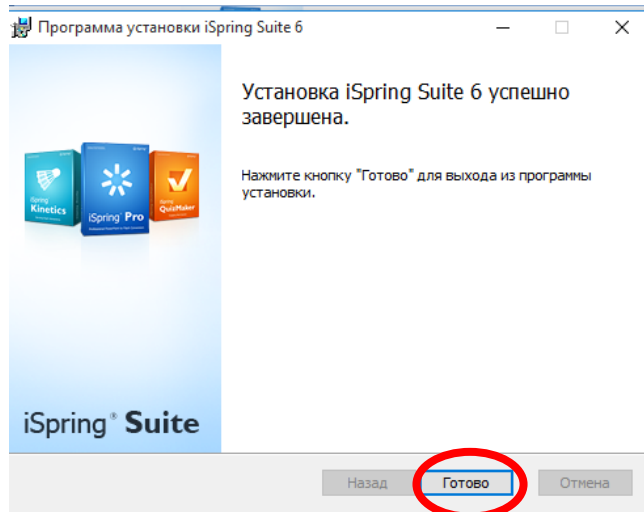 Программа установки iSpring Suite 6
Установка iSpring Suite 6 успешно
завершена.
Нажмите кнопку "Готово" для выхода из программы
установки.
iSpring
Kinetics
iSpring Pro
iSpring
QuizMaker
iSpring® Suite
Назад
Готово
Отмена